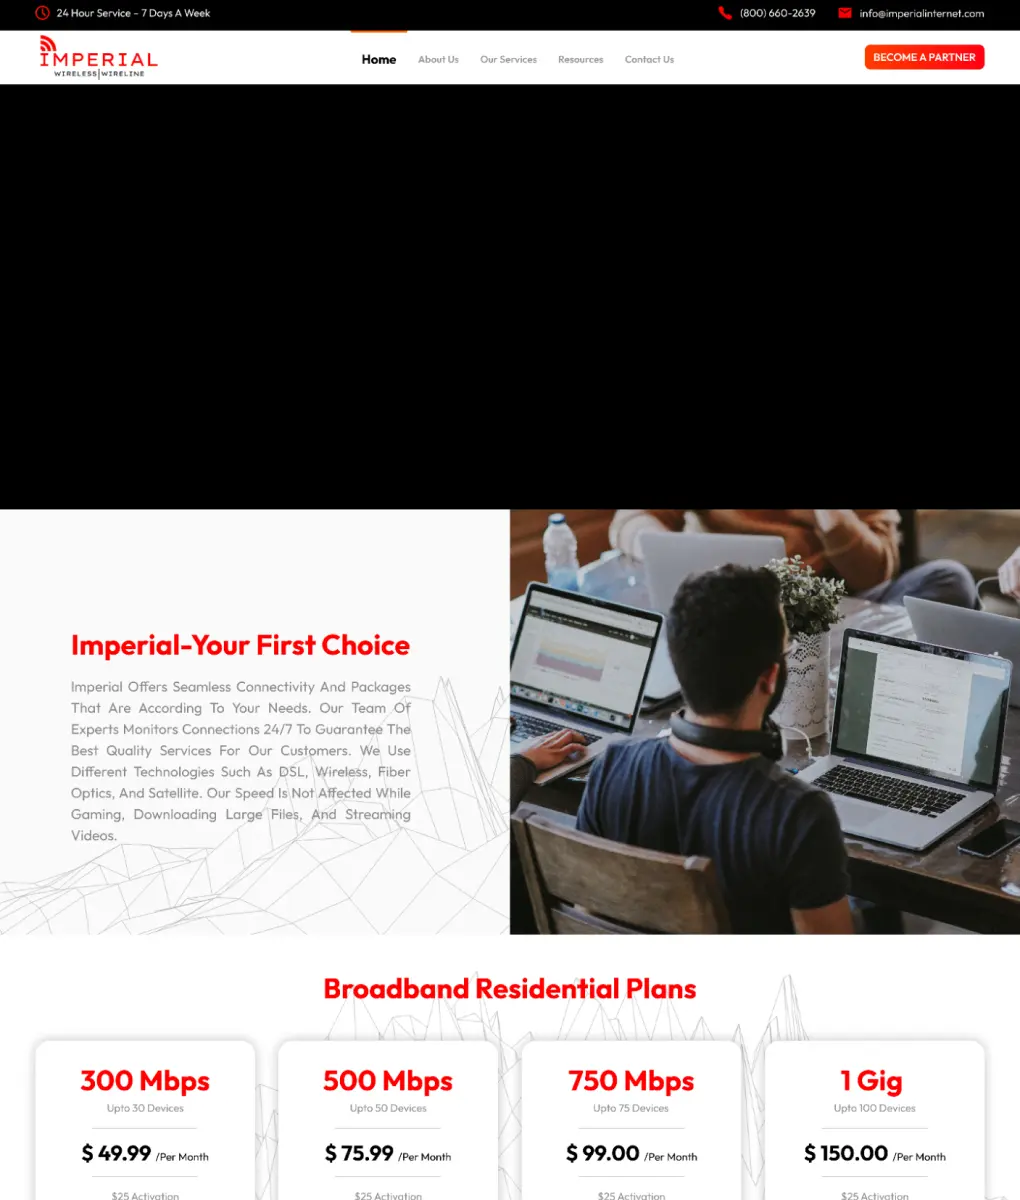 24 Hour Service – 7 Days A Week
(800) 660-2639
info@imperialinternet.com
IMPERIAL
WIRELESS|WIRELINE
Home
About Us
Our Services
Resources
Contact Us
BECOME A PARTNER
Imperial-Your First Choice
Imperial Offers Seamless Connectivity And Packages
That Are According To Your Needs. Our Team Of
Experts Monitors Connections 24/7 To Guarantee The
Best Quality Services For Our Customers. We Use
Different Technologies Such As DSL, Wireless, Fiber
Optics, And Satellite. Our Speed Is Not Affected While
Gaming, Downloading Large Files, And Streaming
Videos.
Broadband Residential Plans
300 Mbps
Upto 30 Devices
$ 49.99 /Per Month
$25 Activation
500 Mbps
Upto 50 Devices
$ 75.99 /Per Month
$25 Activation
750 Mbps
Upto 75 Devices
$ 99.00 /Per Month
$25 Activation
1 Gig
Upto 100 Devices
$ 150.00 /Per Month
$25 Activation